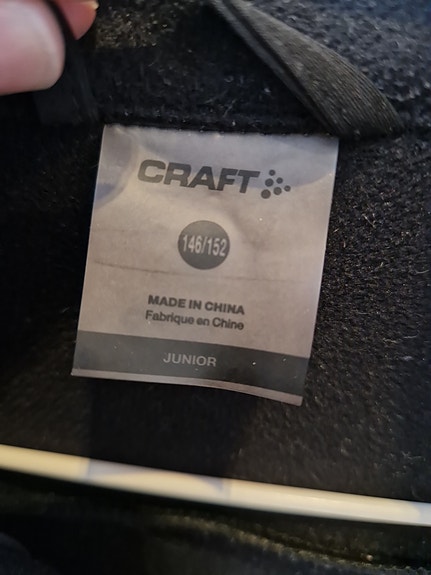 CRAFT
146/152
MADE IN CHINA
Fabrique en Chine
JUNIOR